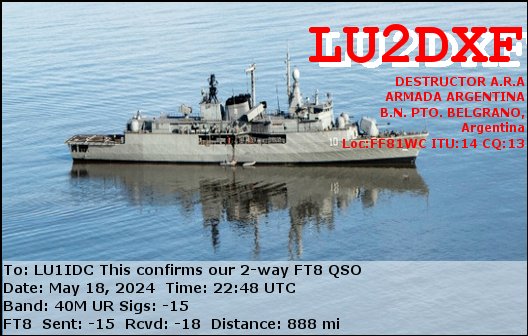 LU2DXF
DESTRUCTOR A.R.A
ARMADA ARGENTINA
B.N. PTO. BELGRANO,
Argentina
Loc:FF81WC ITU:14 CQ:13
10
To: LU1IDC This confirms our 2-way FT8 QSO
Date: May 18, 2024 Time: 22:48 UTC
Band: 40M UR Sigs: -15
FT8 Sent: -15 Rcvd: -18 Distance: 888 mi